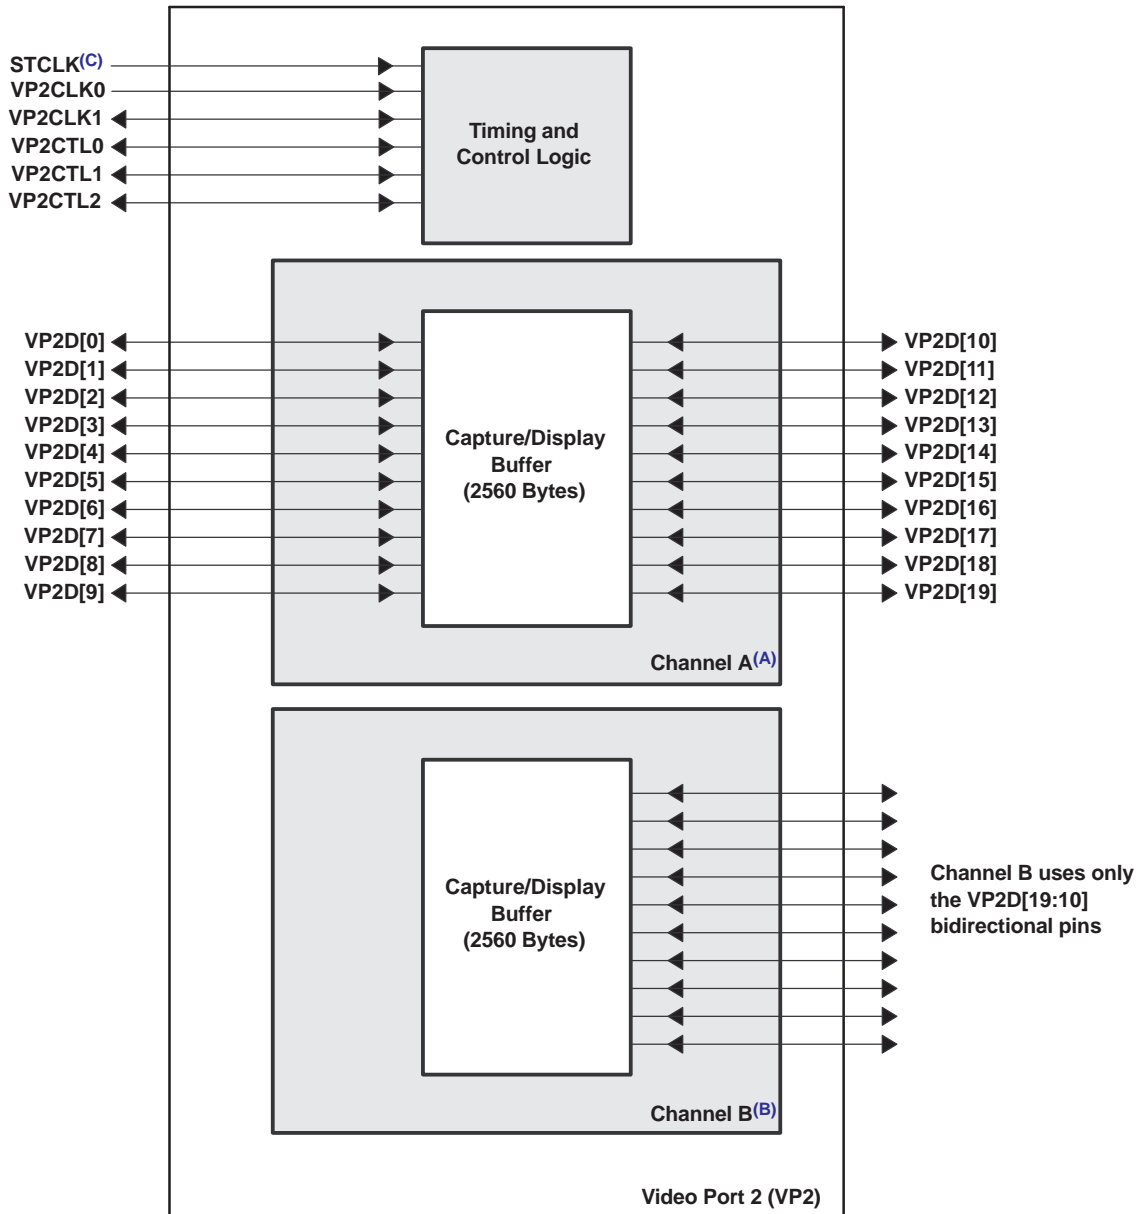 STCLK(C)
VP2CLK0
VP2CLK1
VP2CTL0
VP2CTL1
VP2CTL2
Timing and
Control Logic
VP2D[0]
VP2D[1]
VP2D[2]
VP2D[3]
VP2D[4]
VP2D[5]
VP2D[6]
VP2D[7]
VP2D[8]
VP2D[9]
Capture/Display
Buffer
(2560 Bytes)
VP2D[10]
VP2D[11]
VP2D[12]
VP2D[13]
VP2D[14]
VP2D[15]
VP2D[16]
VP2D[17]
VP2D[18]
VP2D[19]
Channel A(A)
Capture/Display
Buffer
(2560 Bytes)
Channel B uses only
the VP2D[19:10]
bidirectional pins
Channel B(B)
Video Port 2 (VP2)